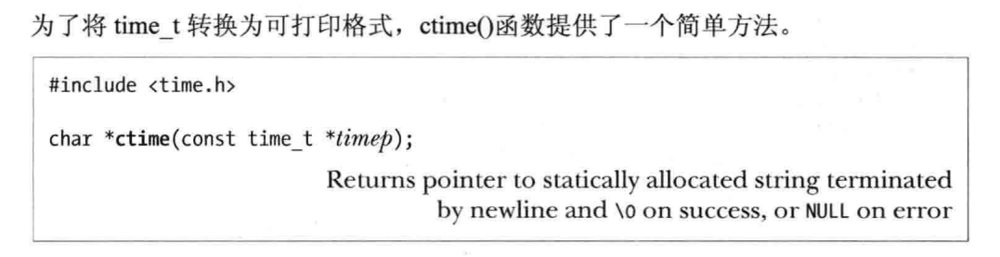 为了将 time_t 转换为可打印格式，ctime()函数提供了一个简单方法。
#include <time.h>
char *ctime(const time_t *timep);
Returns pointer to statically allocated string terminated
by newline and \0 on success, or NULL on error